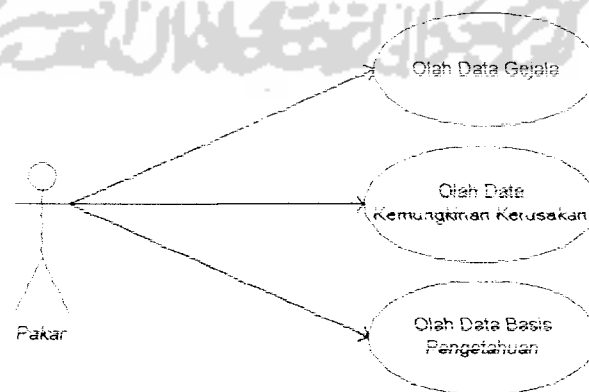 Olah Data Gejala
Olah Data
Kemungkinan Kerusakan
Pakar
Olah Data Basis
Pengetahuan